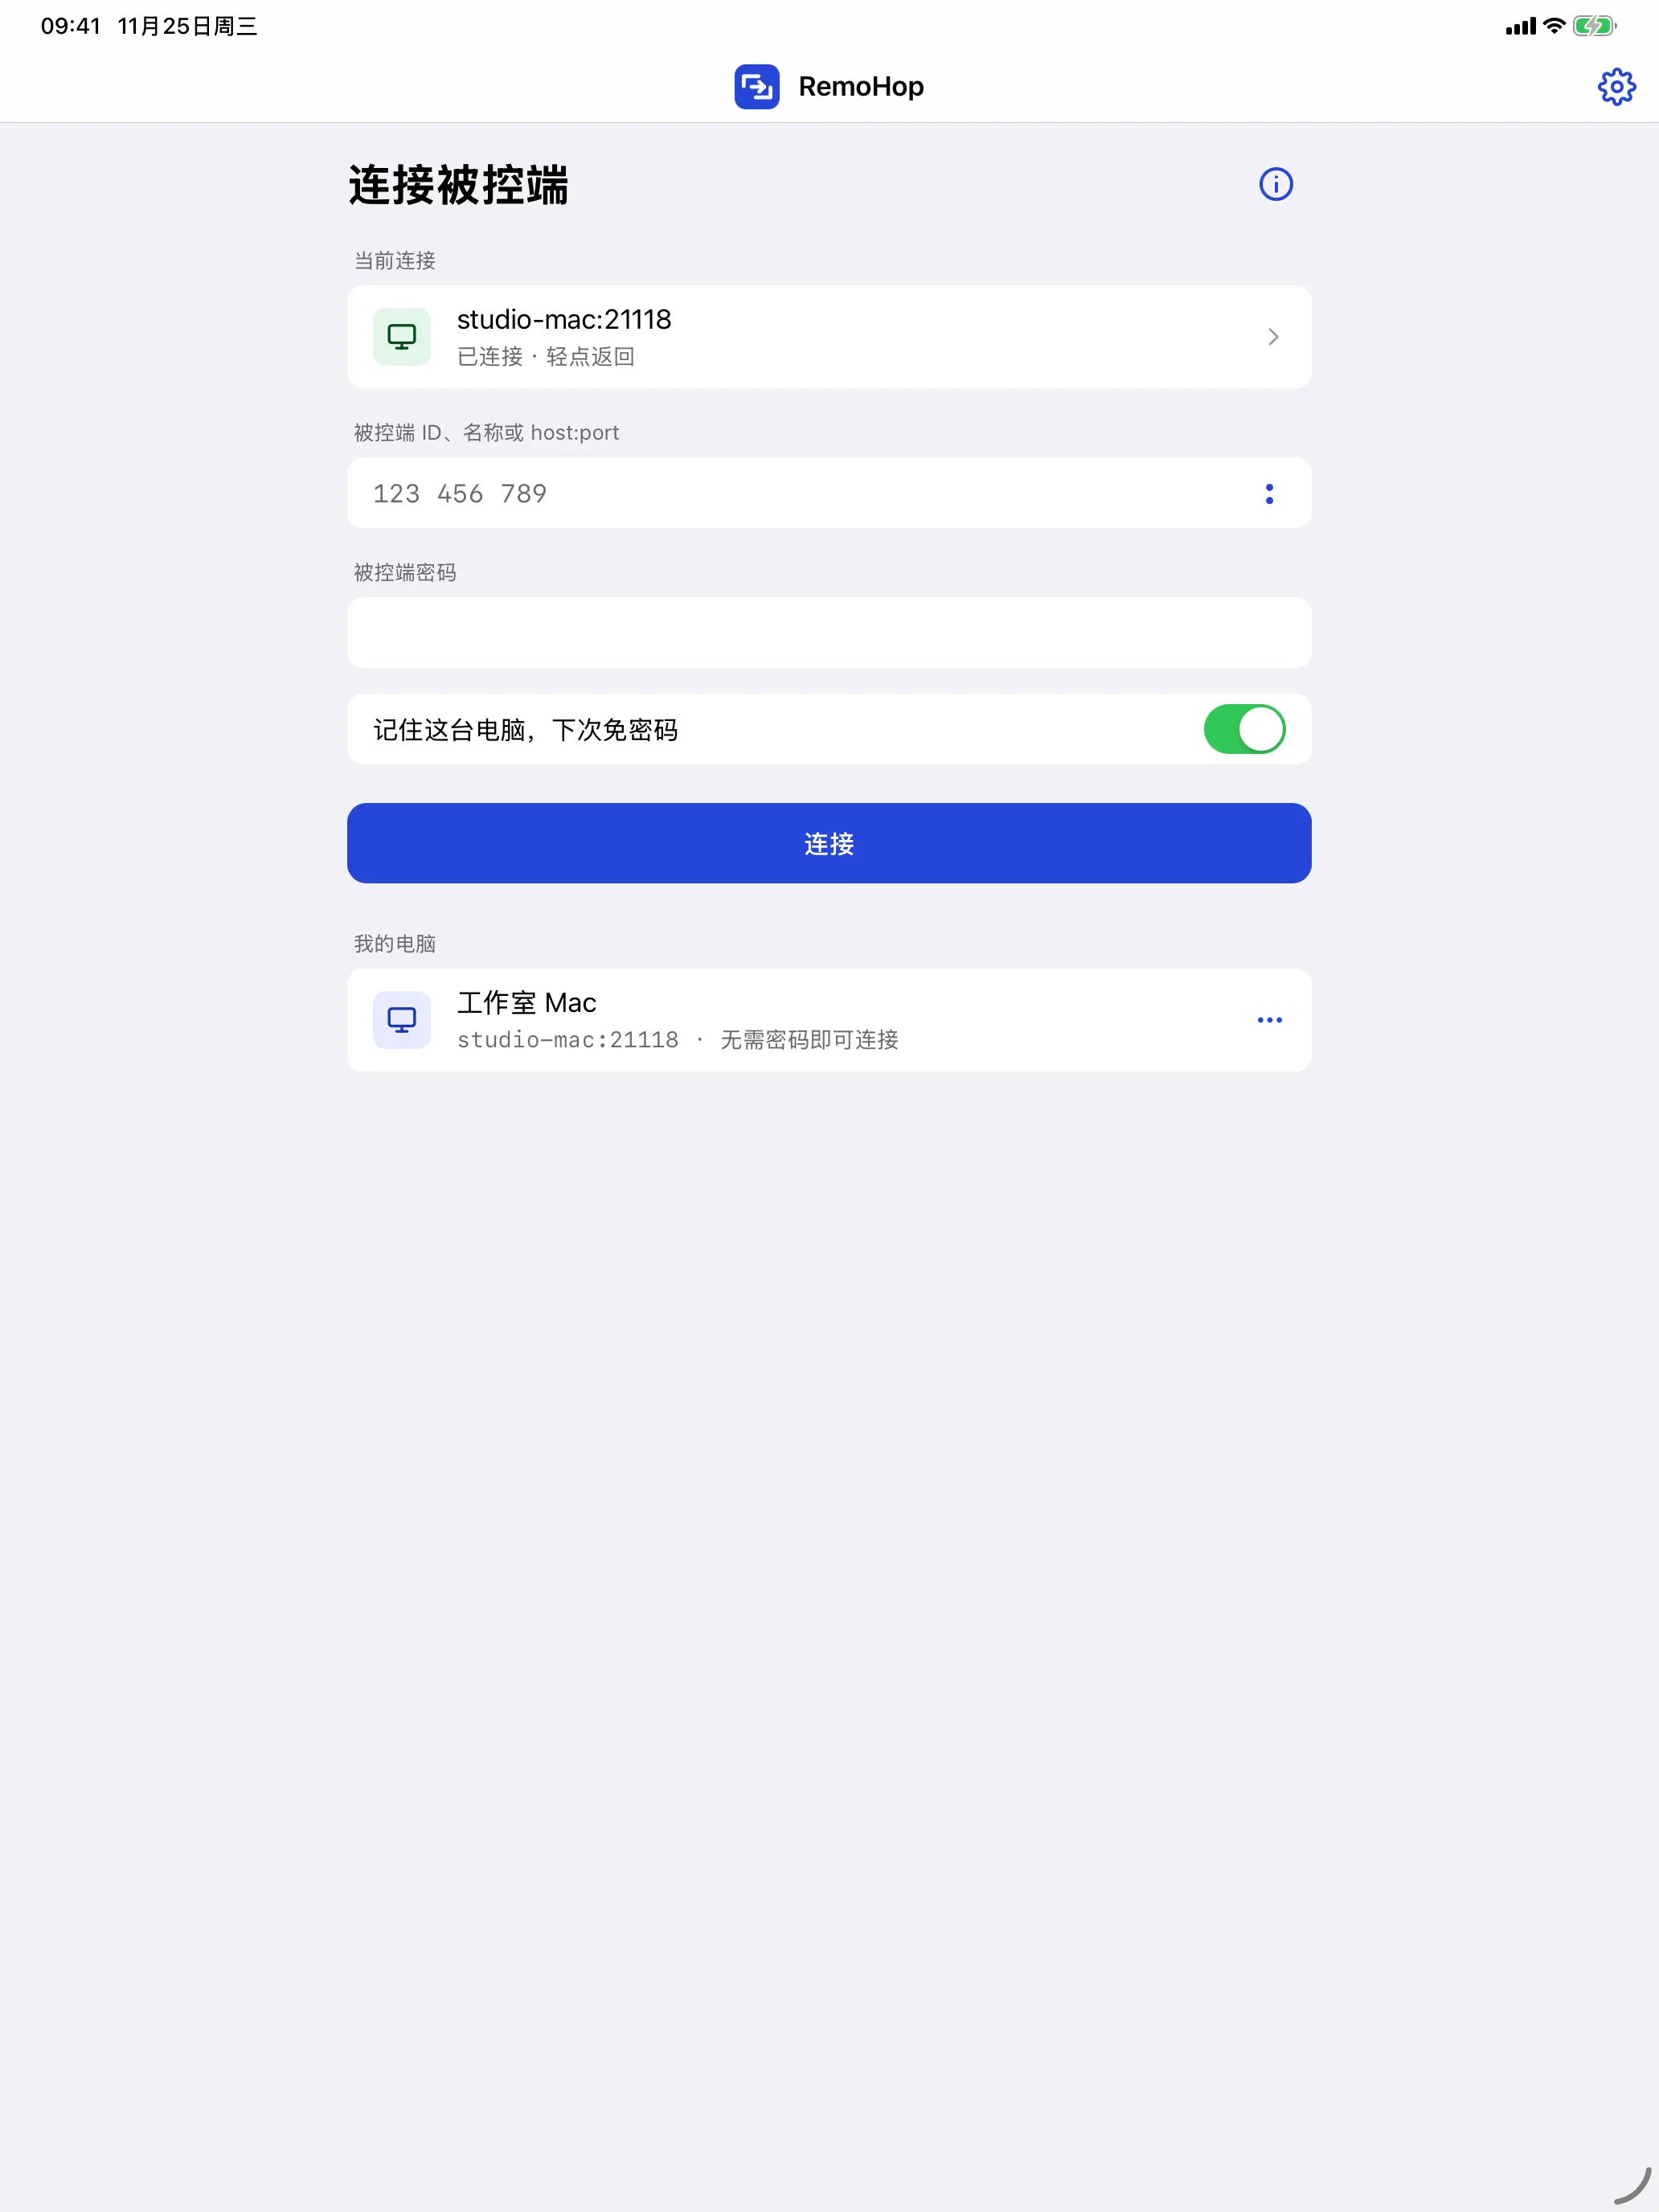 09:41 11月25日周三
RemoHop
连接被控端
当前连接
studio-mac:21118
已连接 · 轻点返回
被控端 ID、名称或 host:port
123 456 789
被控端密码
记住这台电脑，下次免密码
连接
我的电脑
工作室 Mac
studio-mac:21118 · 无需密码即可连接